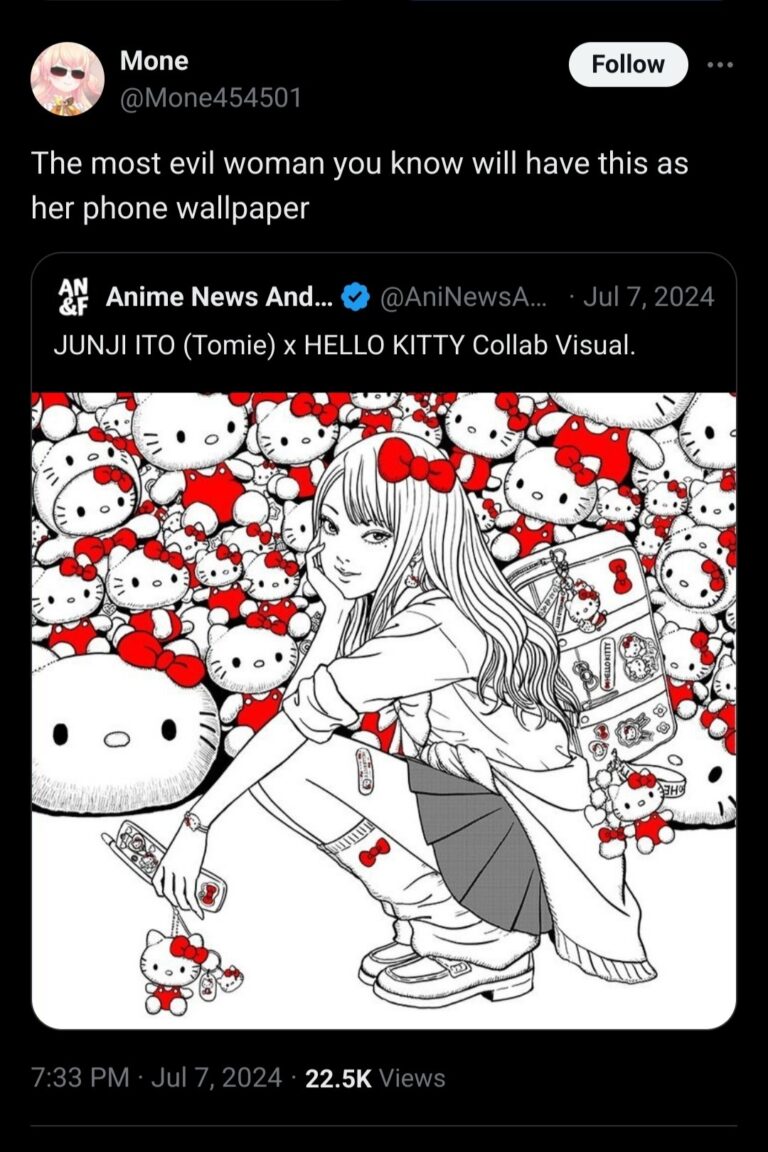 Mone
Follow
@Mone454501
The most evil woman you know will have this as
her phone wallpaper
AN
&F
Anime News And... @AniNewsA... · Jul 7, 2024
JUNJI ITO (Tomie) x HELLO KITTY Collab Visual.
HELLO KITTY
7:33 PM · Jul 7, 2024 · 22.5K Views